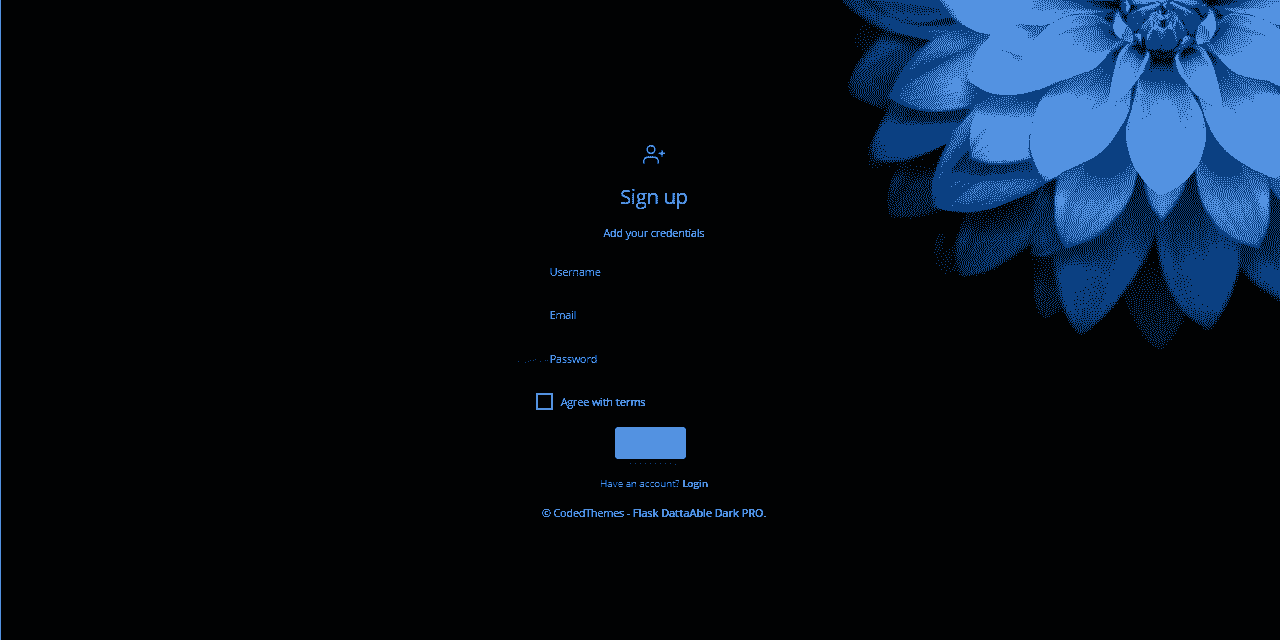 Sign up
Add your credentials
Username
Email
Password
Agree with terms
Have an account? Login
© CodedThemes - Flask DattaAble Dark PRO.